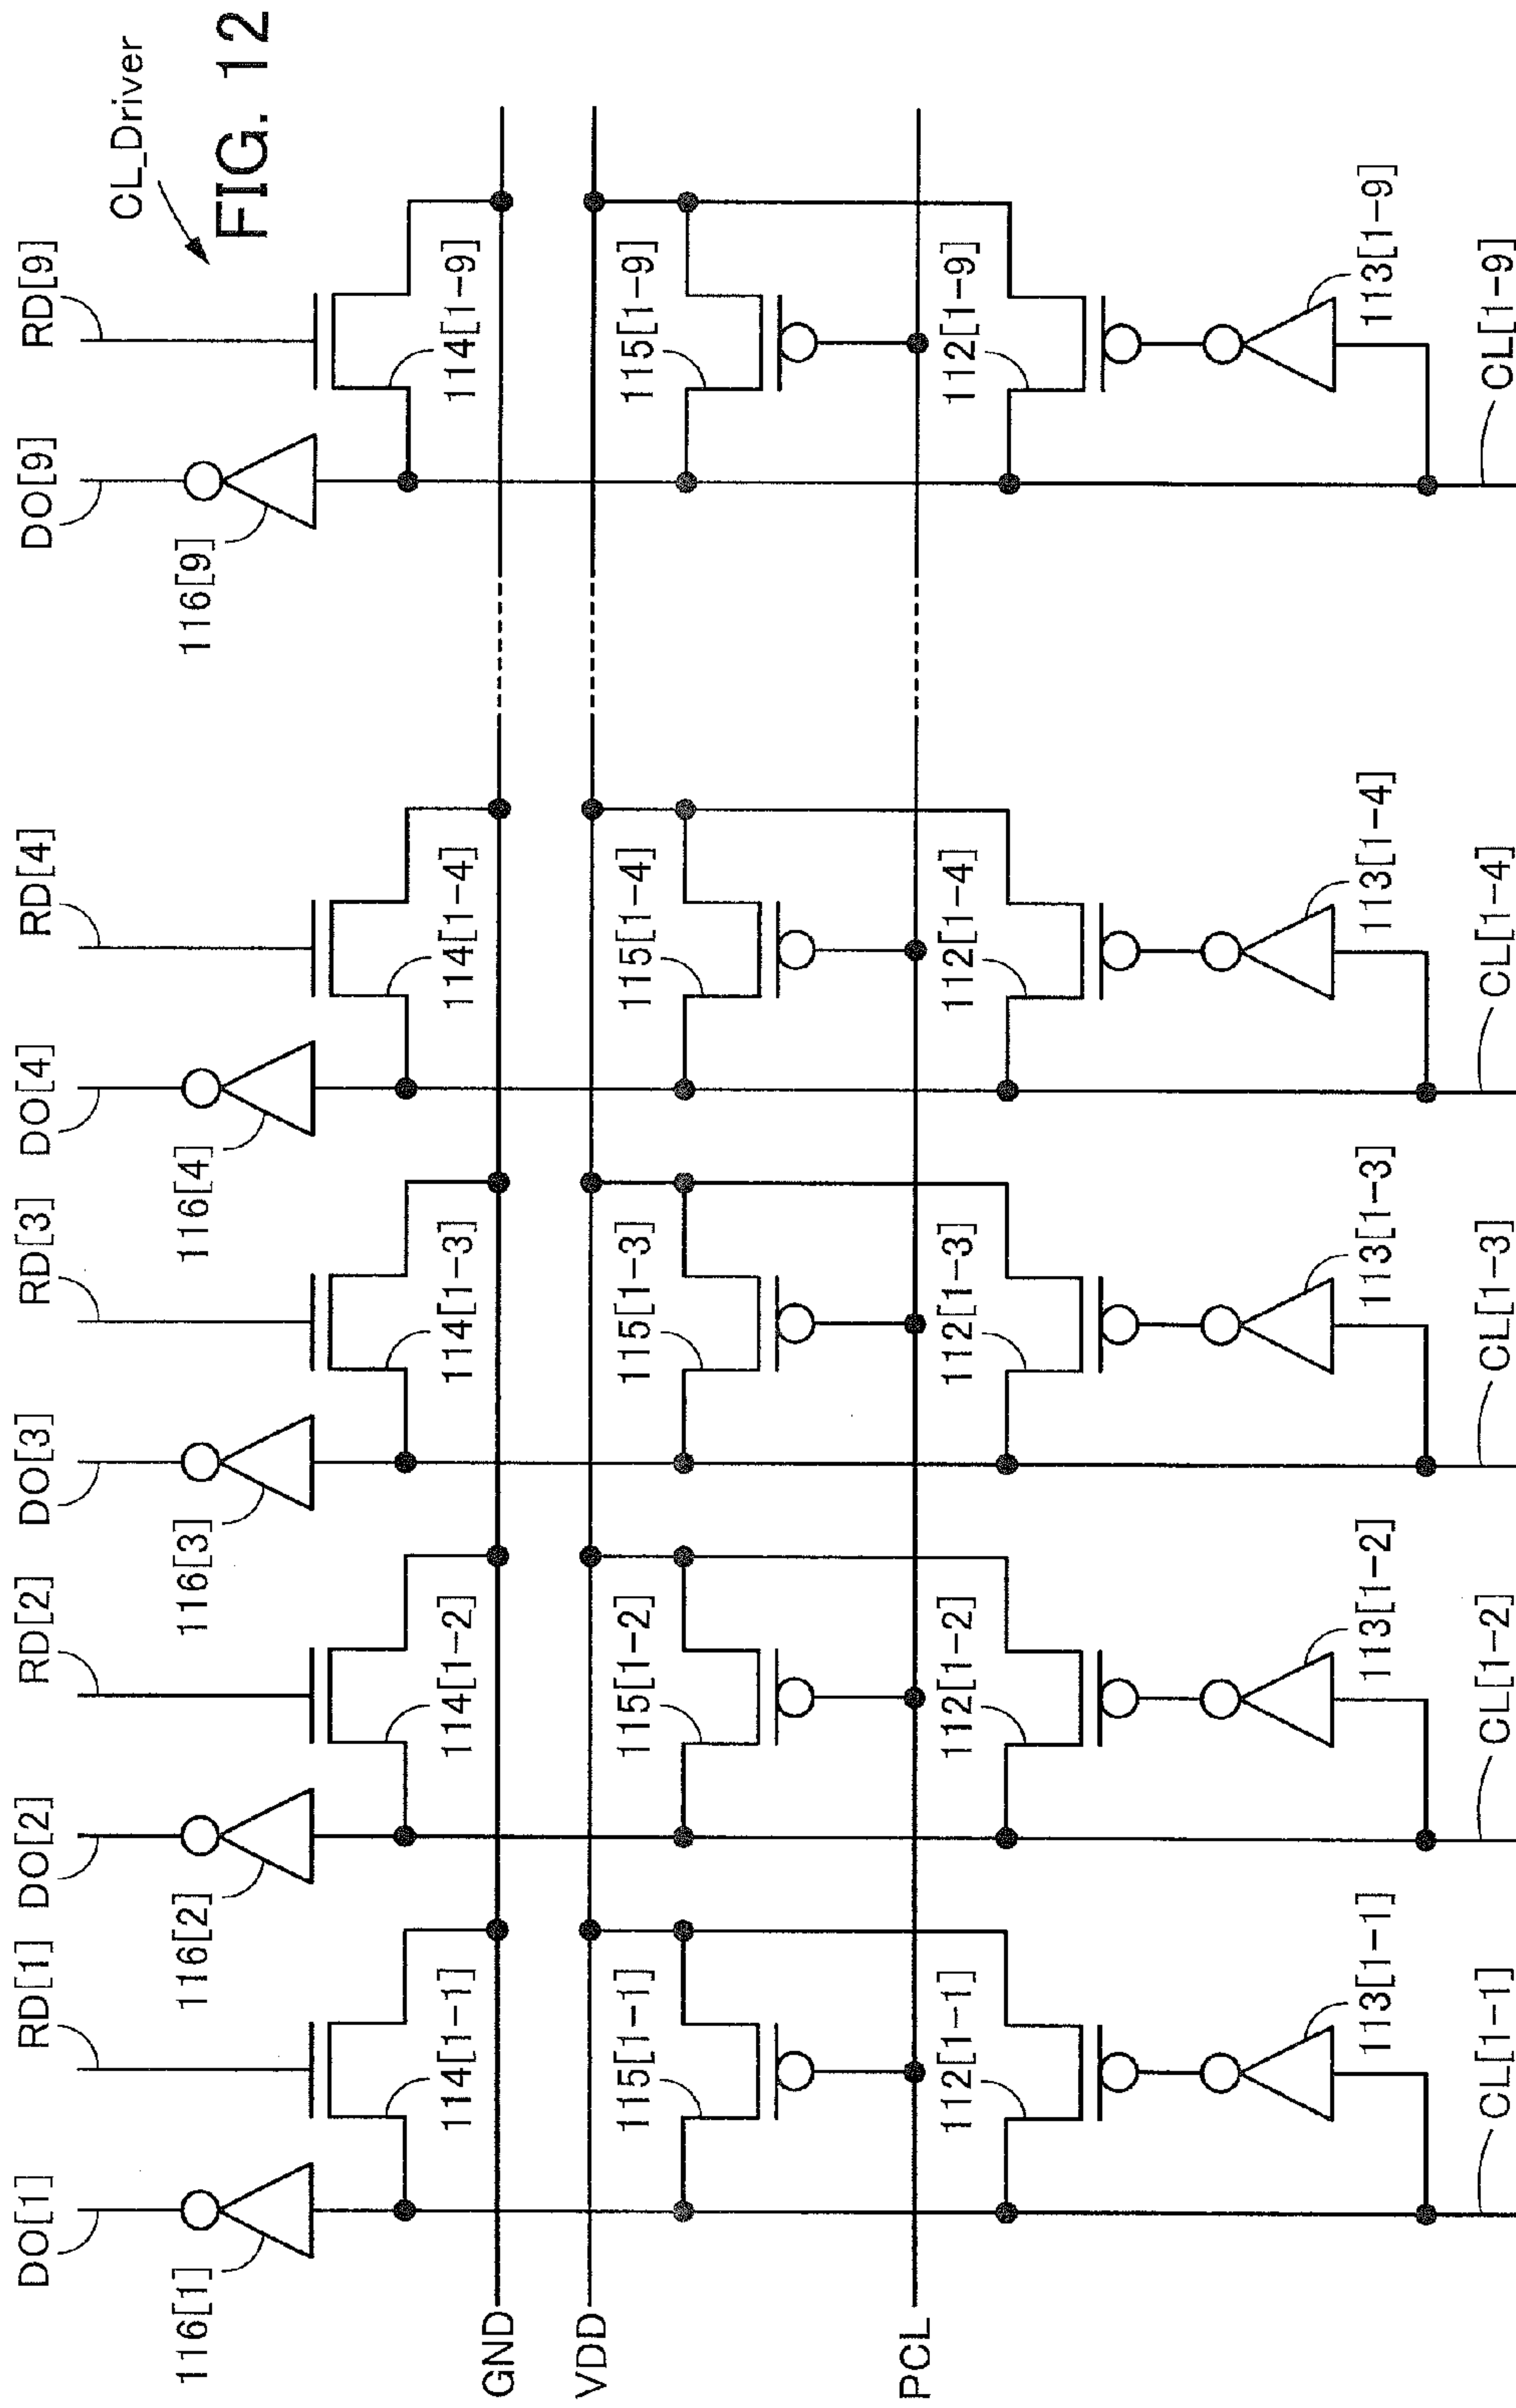 FIG. 12
CL_Driver
DO[1]
RD[1]
DO[2]
RD[2]
DO[3]
RD[3]
DO[4]
RD[4]
DO[9]
RD[9]
116[1]
116[2]
116[3]
116[4]
116[9]
114[1-1]
114[1-2]
114[1-3]
114[1-4]
114[1-9]
GND
VDD
115[1-1]
115[1-2]
115[1-3]
115[1-4]
115[1-9]
PCL
112[1-1]
112[1-2]
112[1-3]
112[1-4]
112[1-9]
113[1-1]
113[1-2]
113[1-3]
113[1-4]
113[1-9]
CL[1-1]
CL[1-2]
CL[1-3]
CL[1-4]
CL[1-9]